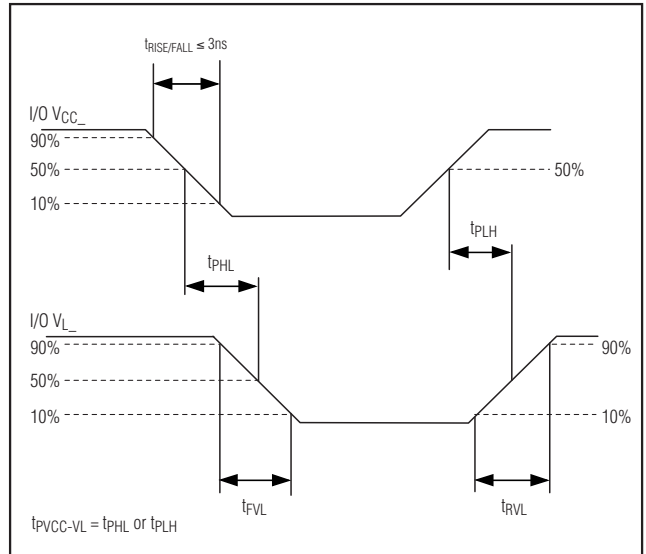 tRISE/FALL ≤ 3ns
I/O VCC_
90%
50%
50%
10%
tPLH
tPHL
I/O VL_
90%
90%
50%
10%
10%
tFVL
tRVL
tPVCC-VL = tPHL or tPLH